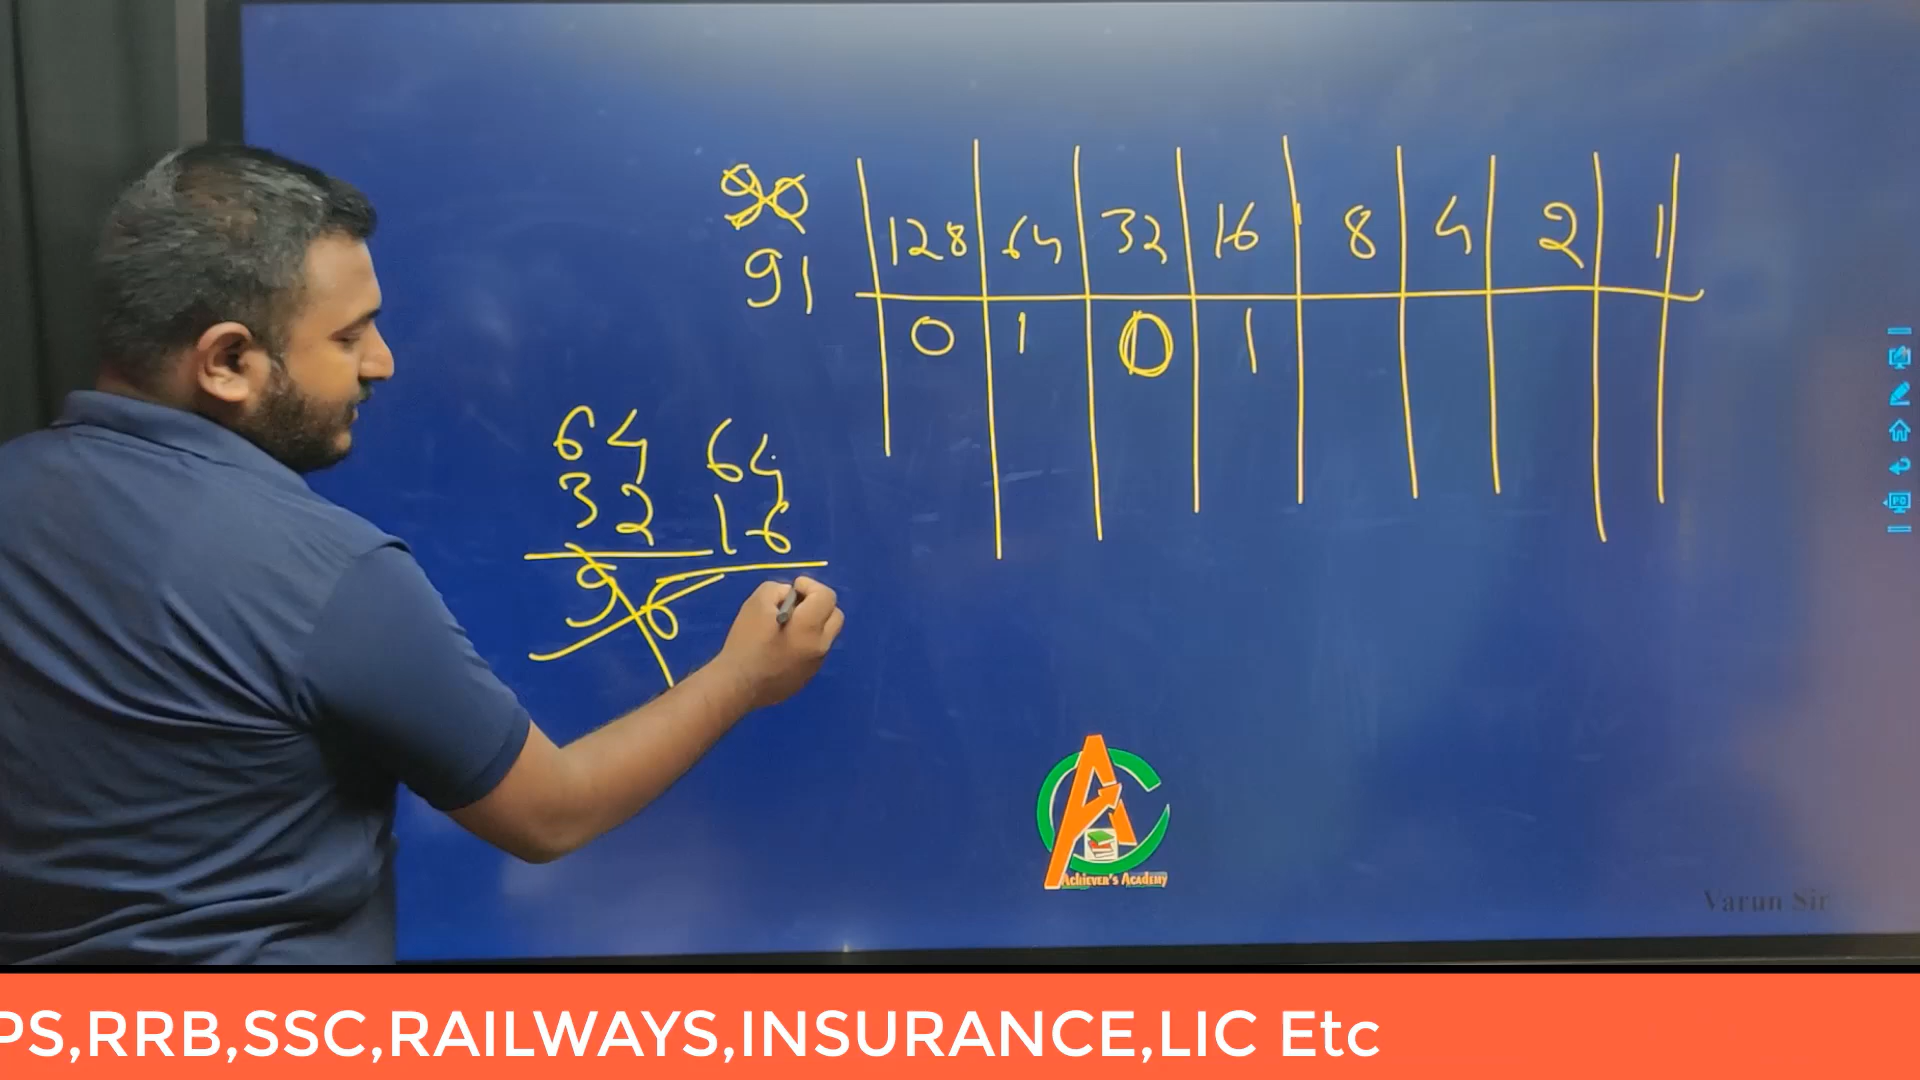 90
91
128 64 32 16 8 4 2 1
0 1 0 1
64 64
32 16
96
Achiever's Academy
Varun Sir
PS,RRB,SSC,RAILWAYS,INSURANCE,LIC Etc